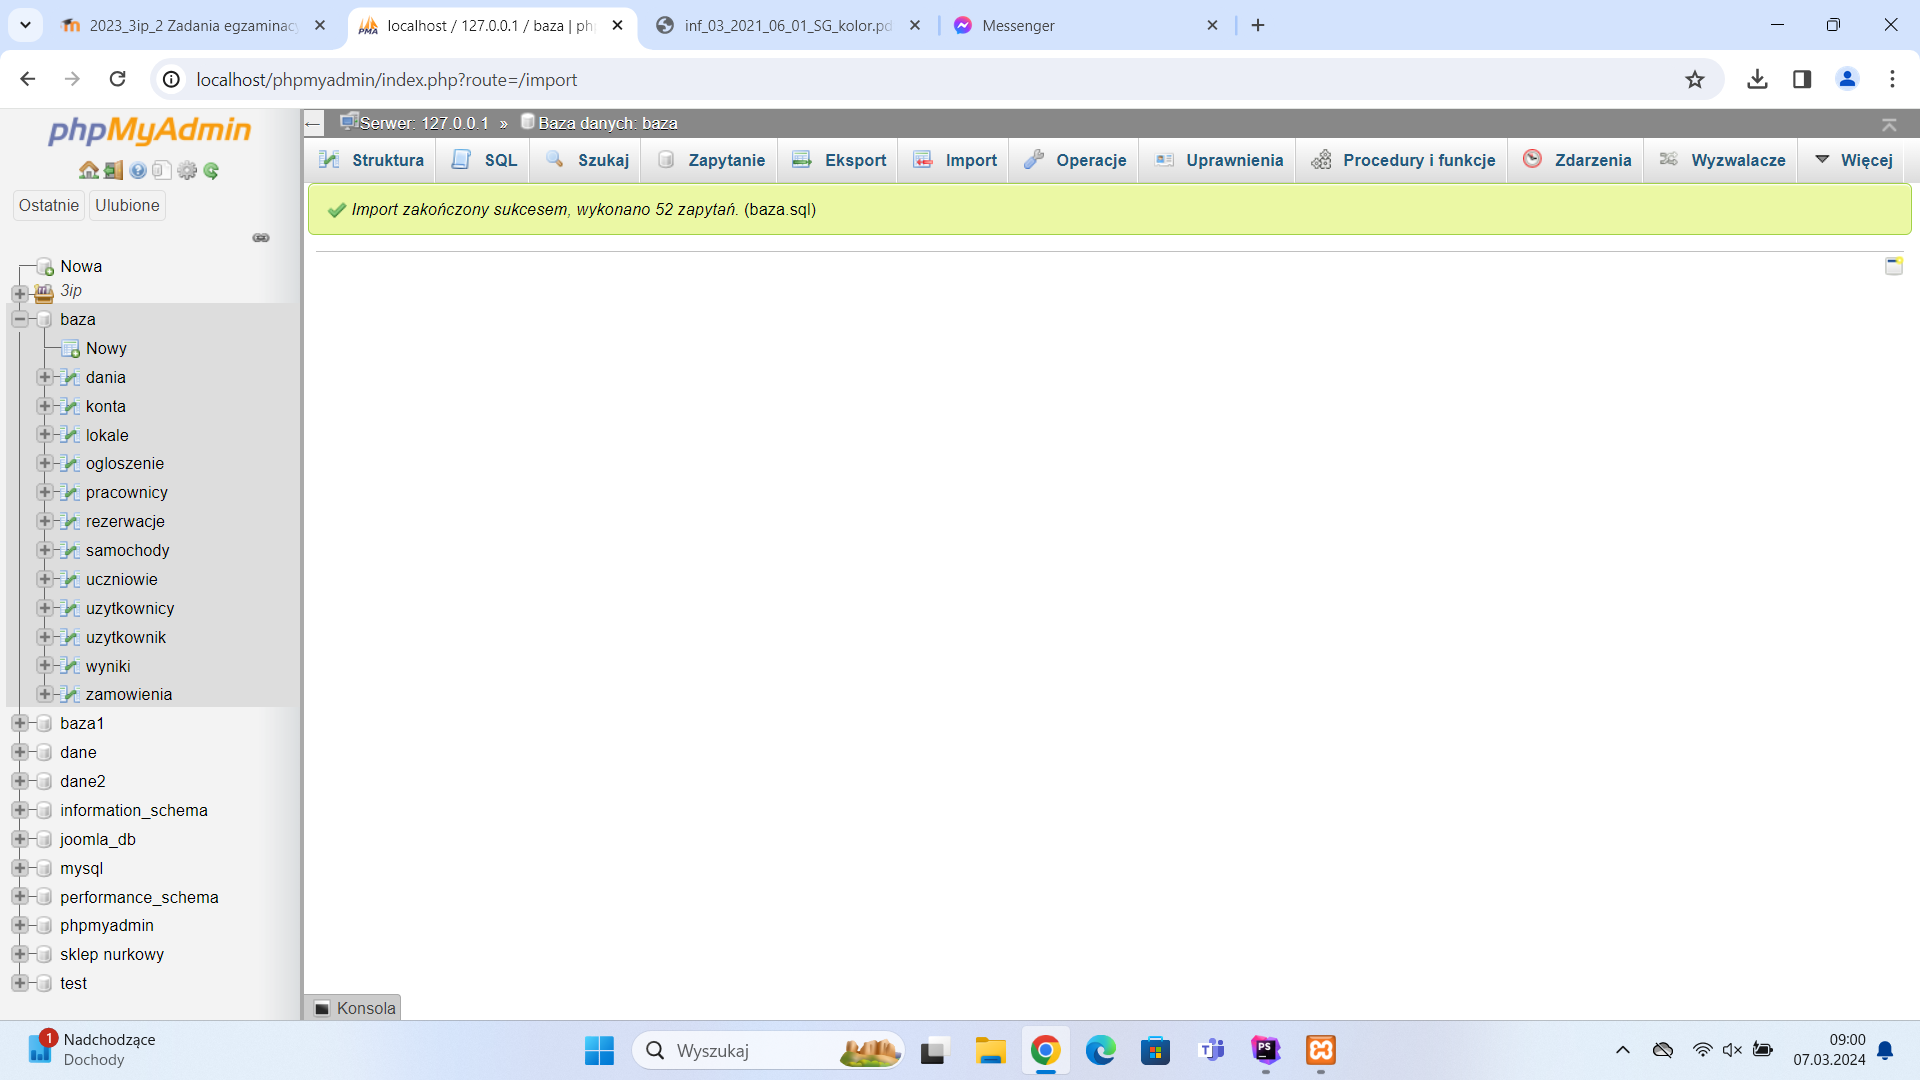 2023_3ip_2 Zadania egzaminac
localhost / 127.0.0.1 / baza | ph
inf_03_2021_06_01_SG_kolor.pd
Messenger
localhost/phpmyadmin/index.php?route=/import
phpMyAdmin
Ostatnie
Ulubione
Nowa
3ip
baza
Nowy
dania
konta
lokale
ogloszenie
pracownicy
rezerwacje
samochody
uczniowie
uzytkownicy
uzytkownik
wyniki
zamowienia
baza1
dane
dane2
information_schema
joomla_db
mysql
performance_schema
phpmyadmin
sklep nurkowy
test
Serwer: 127.0.0.1 » Baza danych: baza
Struktura
SQL
Szukaj
Zapytanie
Eksport
Import
Operacje
Uprawnienia
Procedury i funkcje
Zdarzenia
Wyzwalacze
Więcej
Import zakończony sukcesem, wykonano 52 zapytań. (baza.sql)
Konsola
1
Nadchodzące
Dochody
Wyszukaj
PS
09:00
07.03.2024